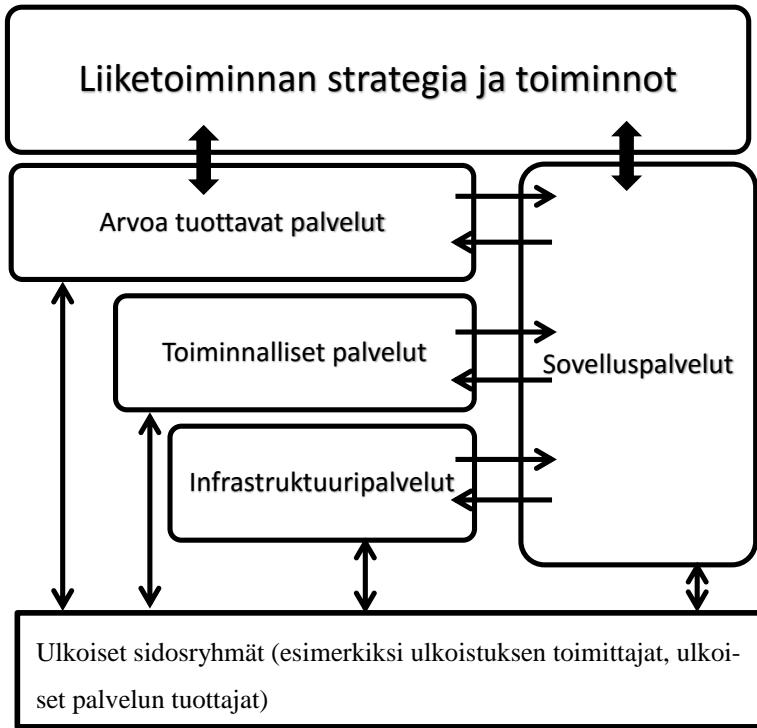 Liiketoiminnan strategia ja toiminnot
Arvoa tuottavat palvelut
Toiminnalliset palvelut
Sovelluspalvelut
Infrastruktuuripalvelut
Ulkoiset sidosryhmät (esimerkiksi ulkoistuksen toimittajat, ulkoi-
set palvelun tuottajat)